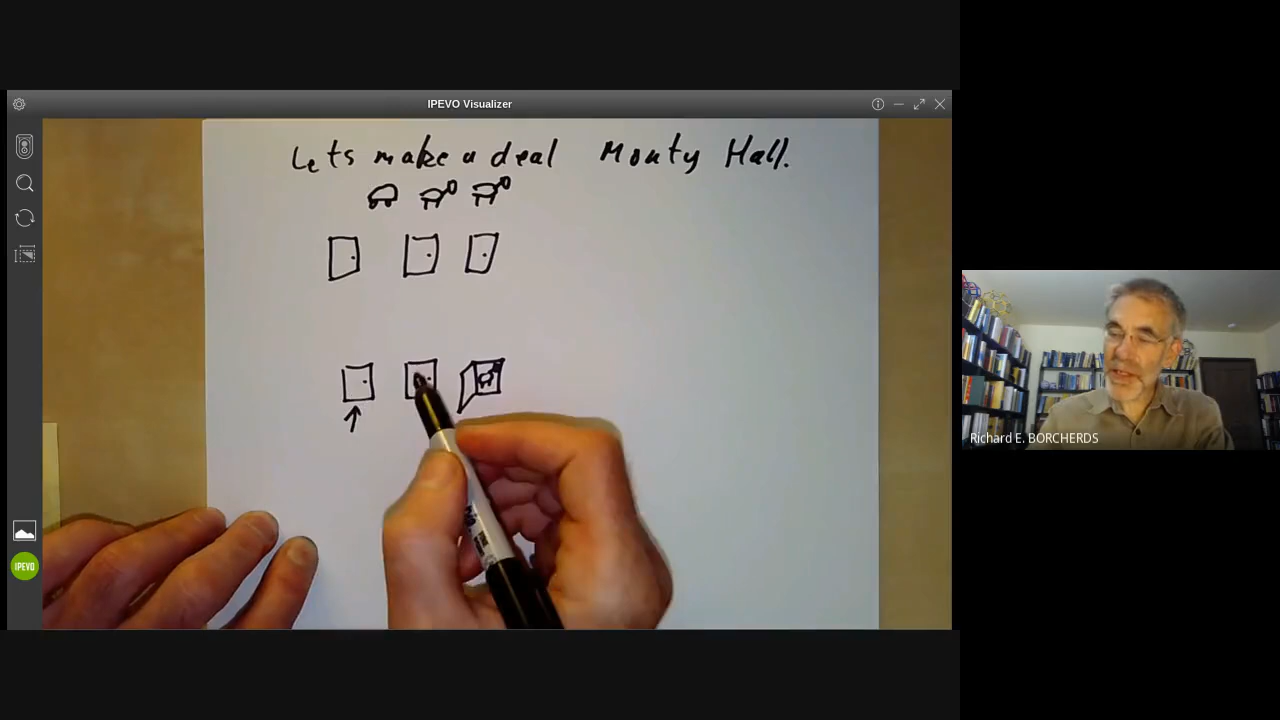 IPEVO Visualizer
Lets make a deal Monty Hall.
Richard E. BORCHERDS
IPEVO